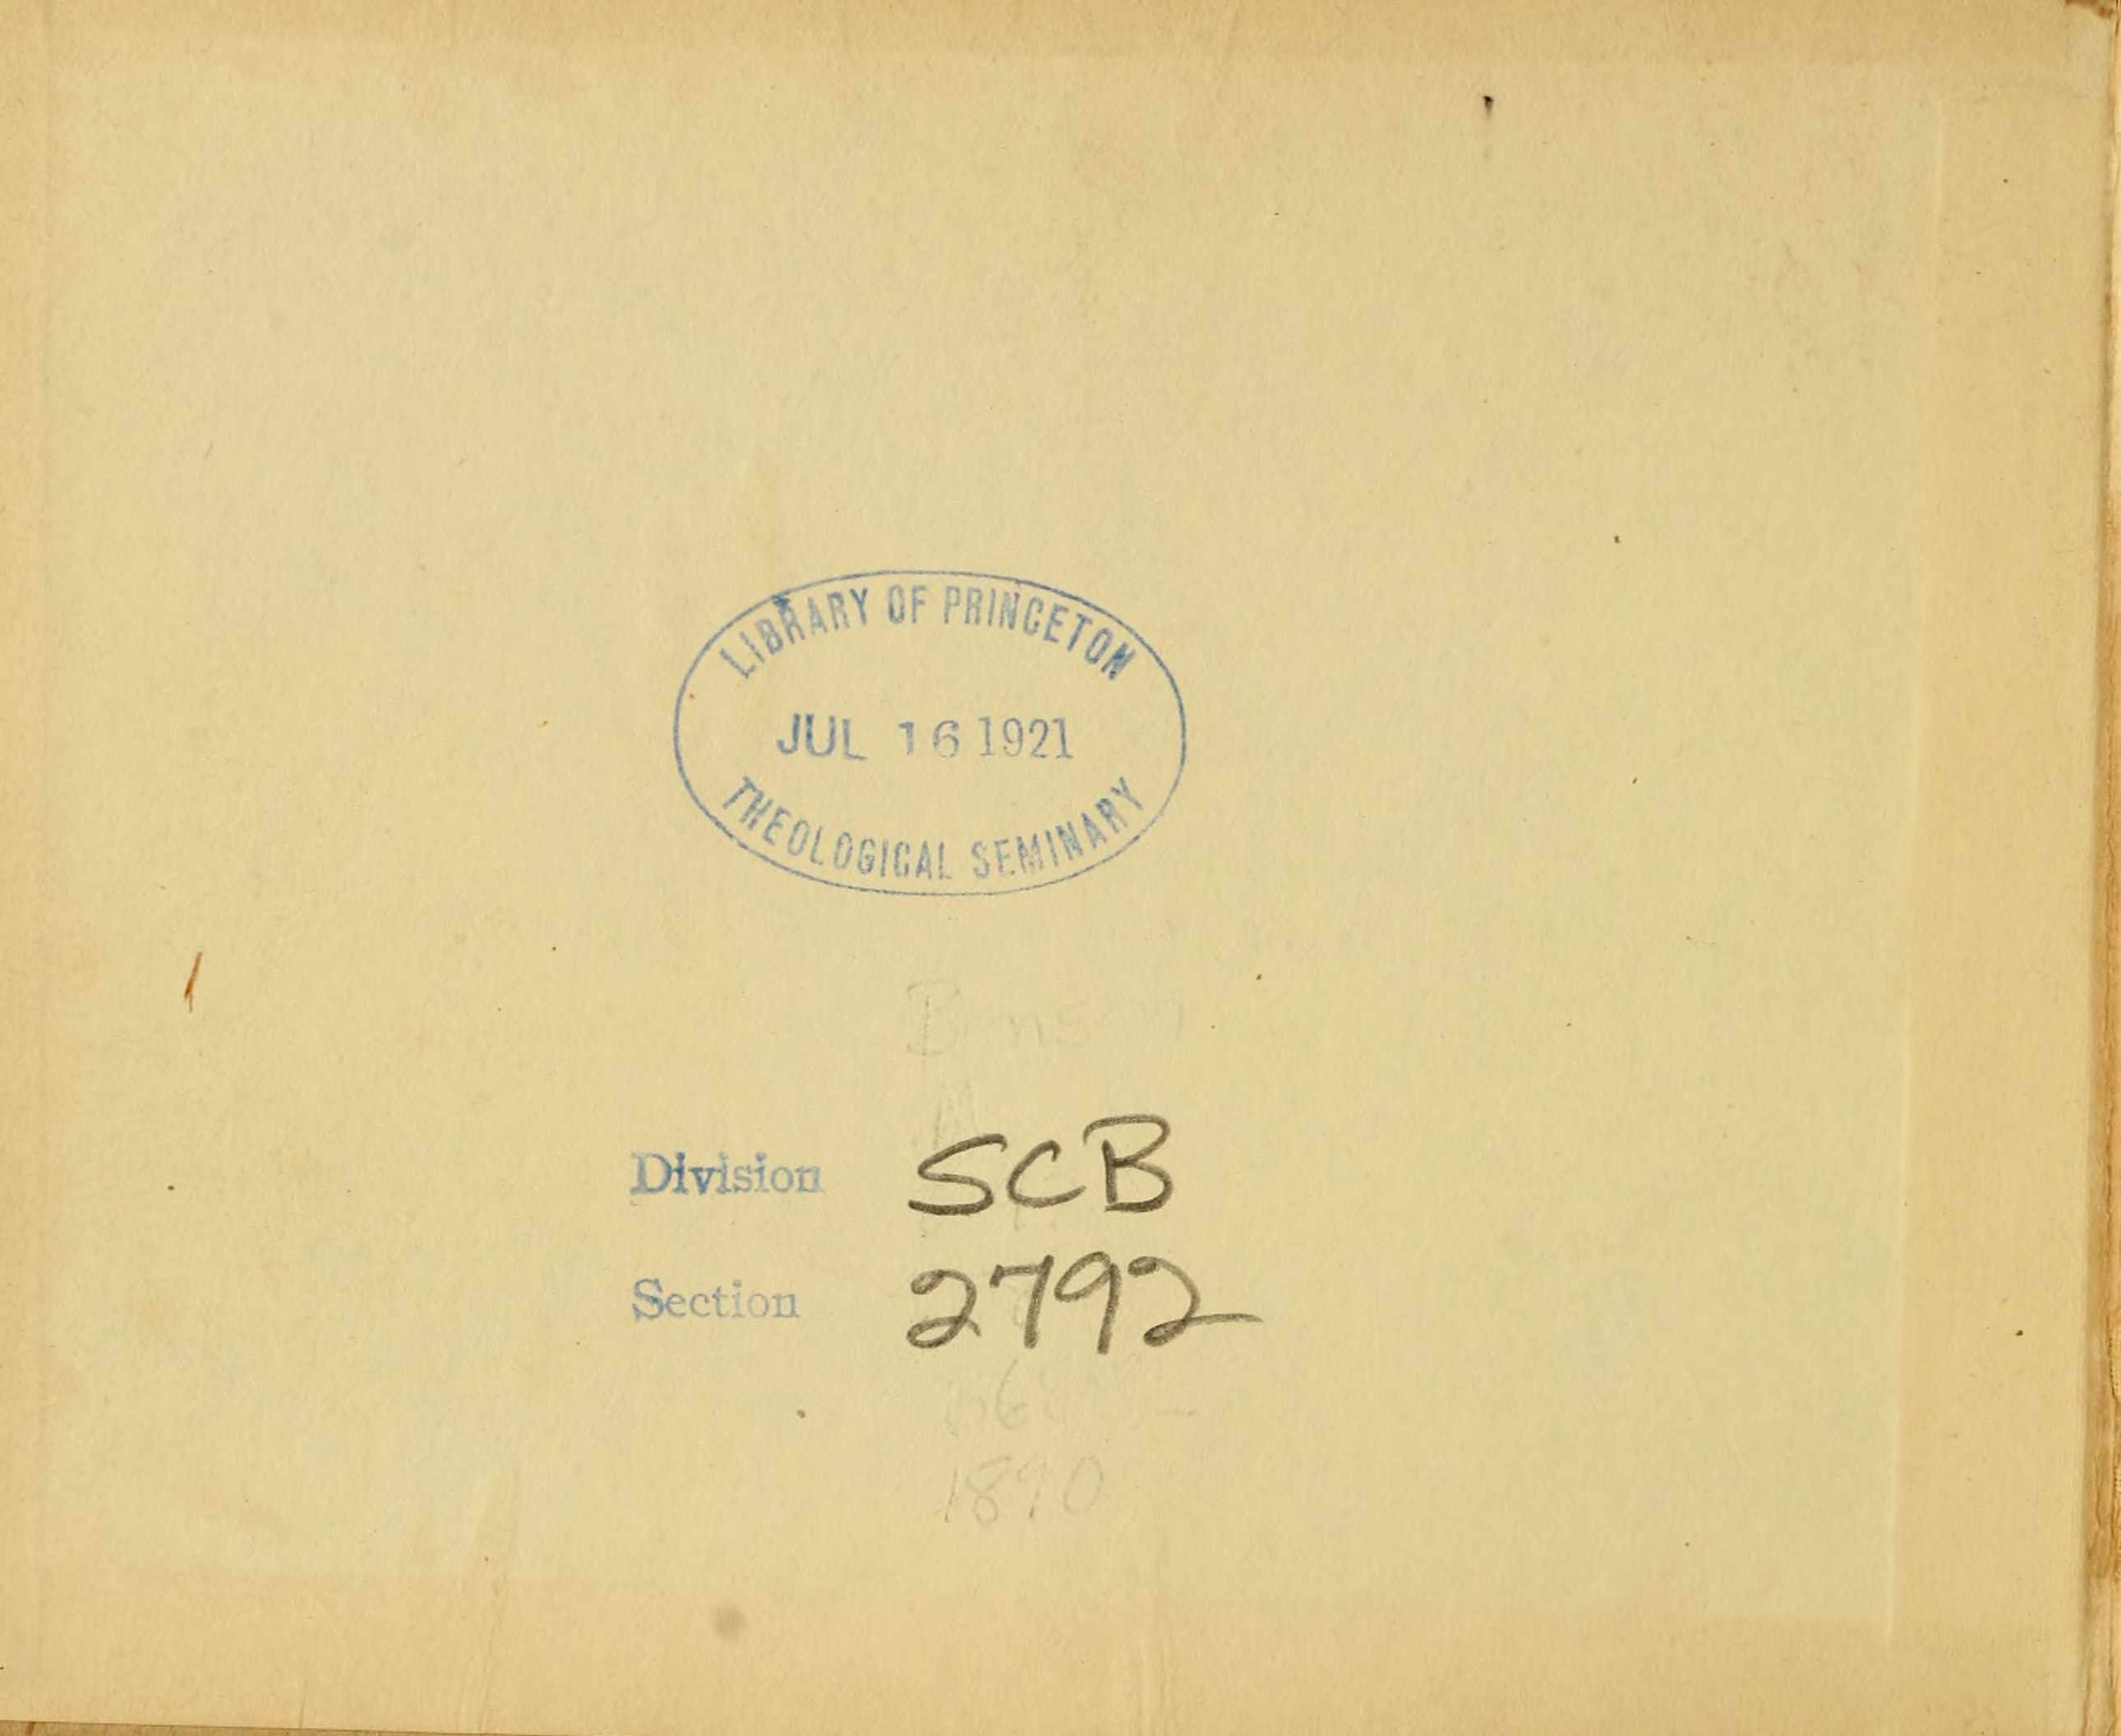 LIBRARY OF PRINCETON
JUL 16 1921
THEOLOGICAL SEMINARY
Division SCB
Section 2792
1890